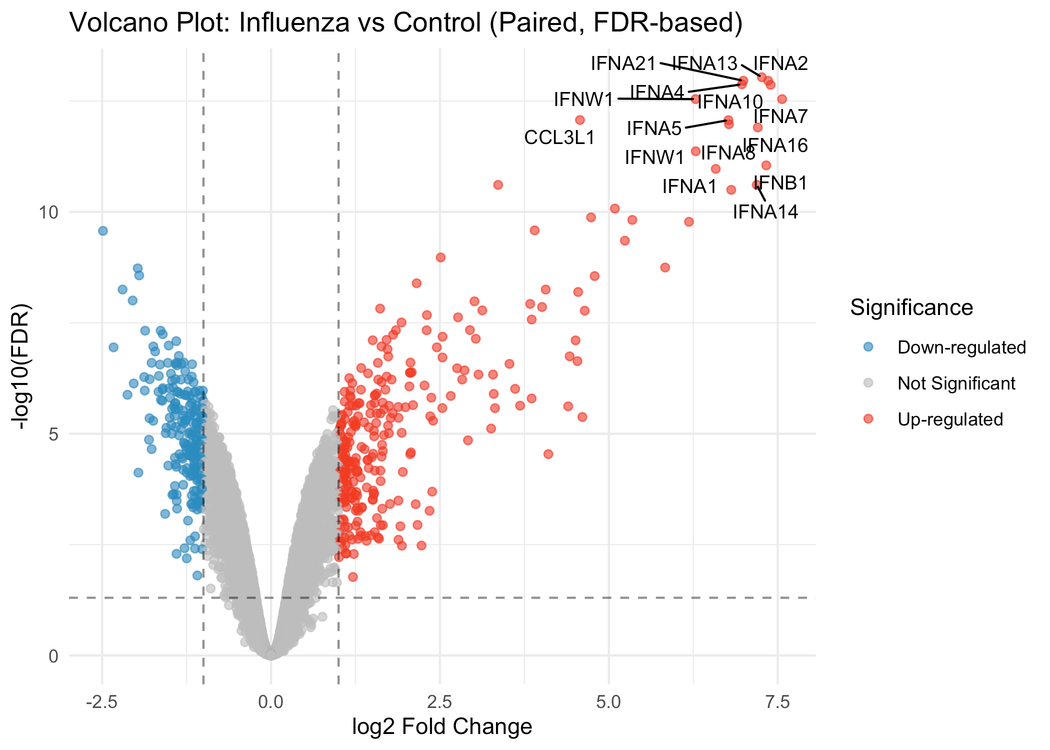 Volcano Plot: Influenza vs Control (Paired, FDR-based)
IFNA21
IFNA13
IFNA2
IFNA4
IFNW1
IFNA10
IFNA7
CCL3L1
IFNA5
IFNA16
IFNW1
IFNA8
IFNA1
IFNB1
IFNA14
10
5
0
-log10(FDR)
-2.5
0.0
2.5
5.0
7.5
log2 Fold Change
Significance
Down-regulated
Not Significant
Up-regulated